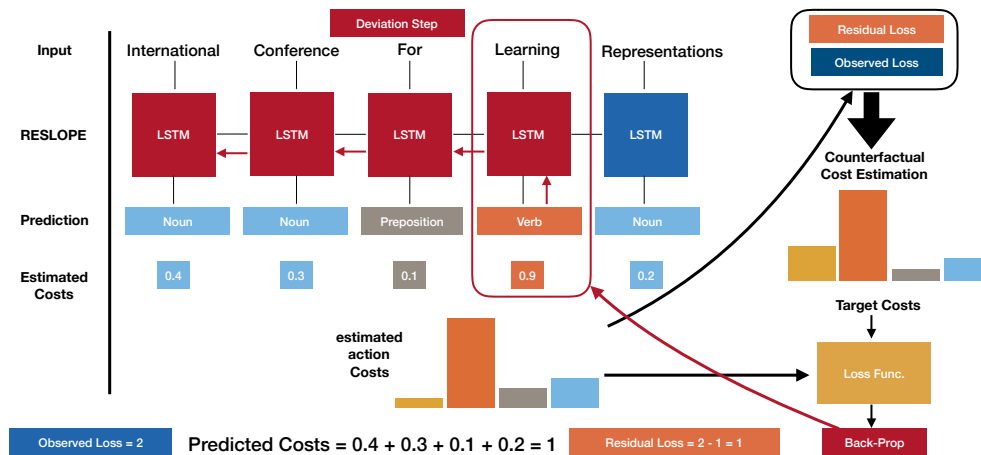 Deviation Step
Input
International
Conference
For
Learning
Representations
RESLOPE
LSTM
LSTM
LSTM
LSTM
LSTM
Prediction
Noun
Noun
Preposition
Verb
Noun
Estimated
Costs
0.4
0.3
0.1
0.9
0.2
Residual Loss
Observed Loss
Counterfactual
Cost Estimation
Target Costs
estimated
action
Costs
Loss Func.
Back-Prop
Observed Loss = 2
Predicted Costs = 0.4 + 0.3 + 0.1 + 0.2 = 1
Residual Loss = 2 - 1 = 1